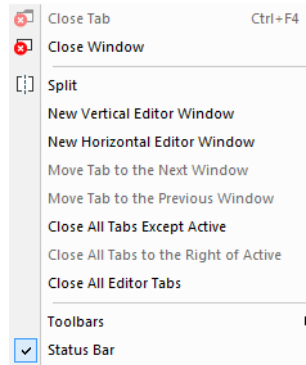 Close Tab Ctrl+F4
Close Window
Split
New Vertical Editor Window
New Horizontal Editor Window
Move Tab to the Next Window
Move Tab to the Previous Window
Close All Tabs Except Active
Close All Tabs to the Right of Active
Close All Editor Tabs
Toolbars
Status Bar